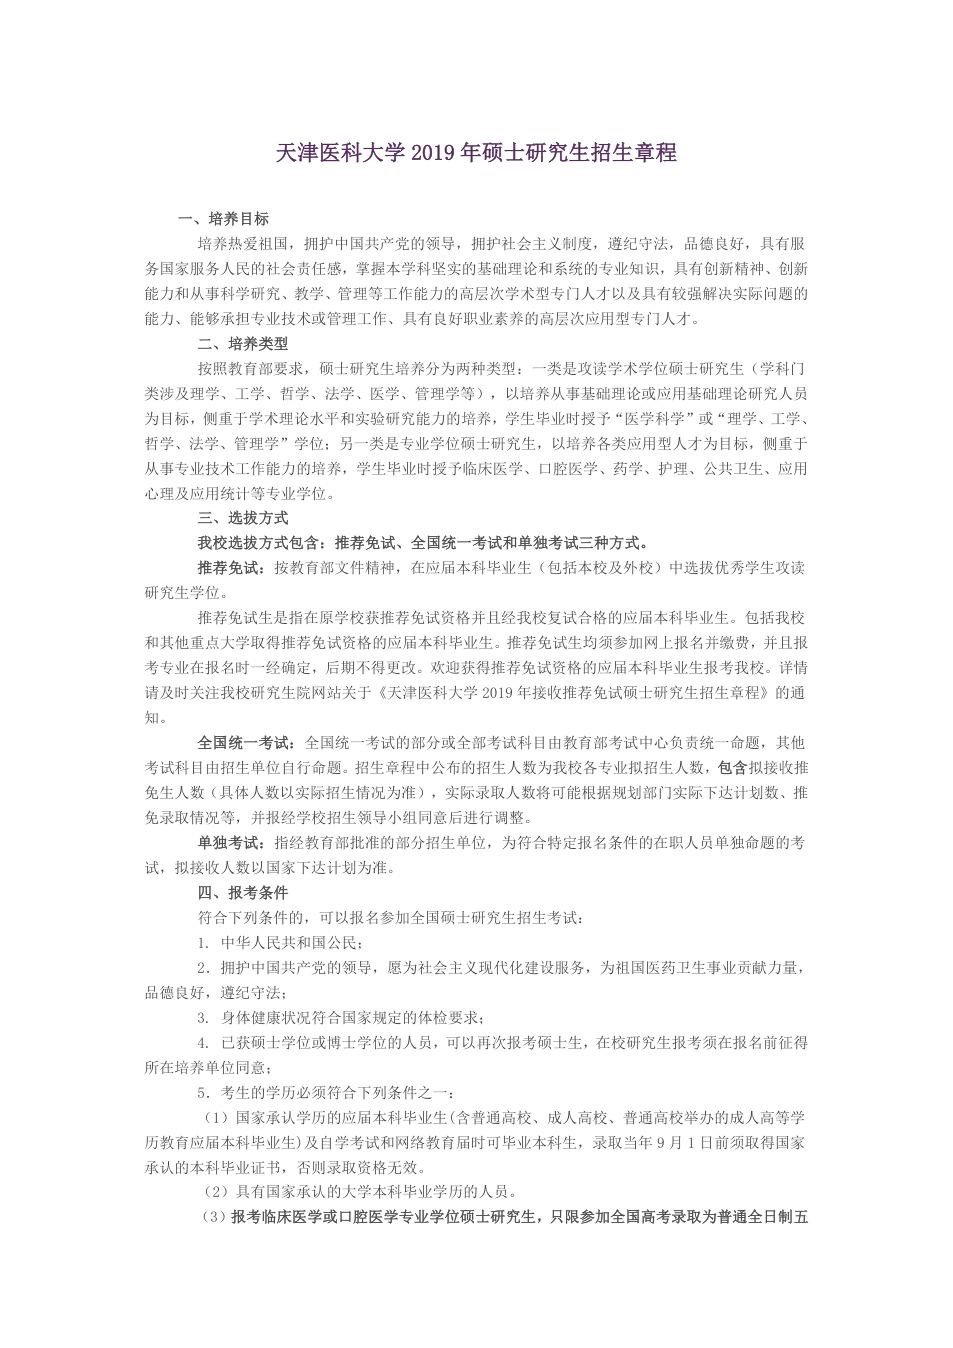 天津医科大学 2019 年硕士研究生招生章程
一、培养目标
培养热爱祖国，拥护中国共产党的领导，拥护社会主义制度，遵纪守法，品德良好，具有服
务国家服务人民的社会责任感，掌握本学科坚实的基础理论和系统的专业知识，具有创新精神、创新
能力和从事科学研究、教学、管理等工作能力的高层次学术型专门人才以及具有较强解决实际问题的
能力、能够承担专业技术或管理工作、具有良好职业素养的高层次应用型专门人才。
二、培养类型
按照教育部要求，硕士研究生培养分为两种类型：一类是攻读学术学位硕士研究生（学科门
类涉及理学、工学、哲学、法学、医学、管理学等），以培养从事基础理论或应用基础理论研究人员
为目标，侧重于学术理论水平和实验研究能力的培养，学生毕业时授予“医学科学”或“理学、工学、
哲学、法学、管理学”学位；另一类是专业学位硕士研究生，以培养各类应用型人才为目标，侧重于
从事专业技术工作能力的培养，学生毕业时授予临床医学、口腔医学、药学、护理、公共卫生、应用
心理及应用统计等专业学位。
三、选拔方式
我校选拔方式包含：推荐免试、全国统一考试和单独考试三种方式。
推荐免试：按教育部文件精神，在应届本科毕业生（包括本校及外校）中选拔优秀学生攻读
研究生学位。
推荐免试生是指在原学校获推荐免试资格并且经我校复试合格的应届本科毕业生。包括我校
和其他重点大学取得推荐免试资格的应届本科毕业生。推荐免试生均须参加网上报名并缴费，并且报
考专业在报名时一经确定，后期不得更改。欢迎获得推荐免试资格的应届本科毕业生报考我校。详情
请及时关注我校研究生院网站关于《天津医科大学 2019 年接收推荐免试硕士研究生招生章程》的通
知。
全国统一考试：全国统一考试的部分或全部考试科目由教育部考试中心负责统一命题，其他
考试科目由招生单位自行命题。招生章程中公布的招生人数为我校各专业拟招生人数，包含拟接收推
免生人数（具体人数以实际招生情况为准），实际录取人数将可能根据规划部门实际下达计划数、推
免录取情况等，并报经学校招生领导小组同意后进行调整。
单独考试：指经教育部批准的部分招生单位，为符合特定报名条件的在职人员单独命题的考
试，拟接收人数以国家下达计划为准。
四、报考条件
符合下列条件的，可以报名参加全国硕士研究生招生考试：
1. 中华人民共和国公民；
2．拥护中国共产党的领导，愿为社会主义现代化建设服务，为祖国医药卫生事业贡献力量，
品德良好，遵纪守法；
3. 身体健康状况符合国家规定的体检要求；
4. 已获硕士学位或博士学位的人员，可以再次报考硕士生，在校研究生报考须在报名前征得
所在培养单位同意；
5．考生的学历必须符合下列条件之一：
（1）国家承认学历的应届本科毕业生(含普通高校、成人高校、普通高校举办的成人高等学
历教育应届本科毕业生)及自学考试和网络教育届时可毕业本科生，录取当年 9 月 1 日前须取得国家
承认的本科毕业证书，否则录取资格无效。
（2）具有国家承认的大学本科毕业学历的人员。
（3）报考临床医学或口腔医学专业学位硕士研究生，只限参加全国高考录取为普通全日制五